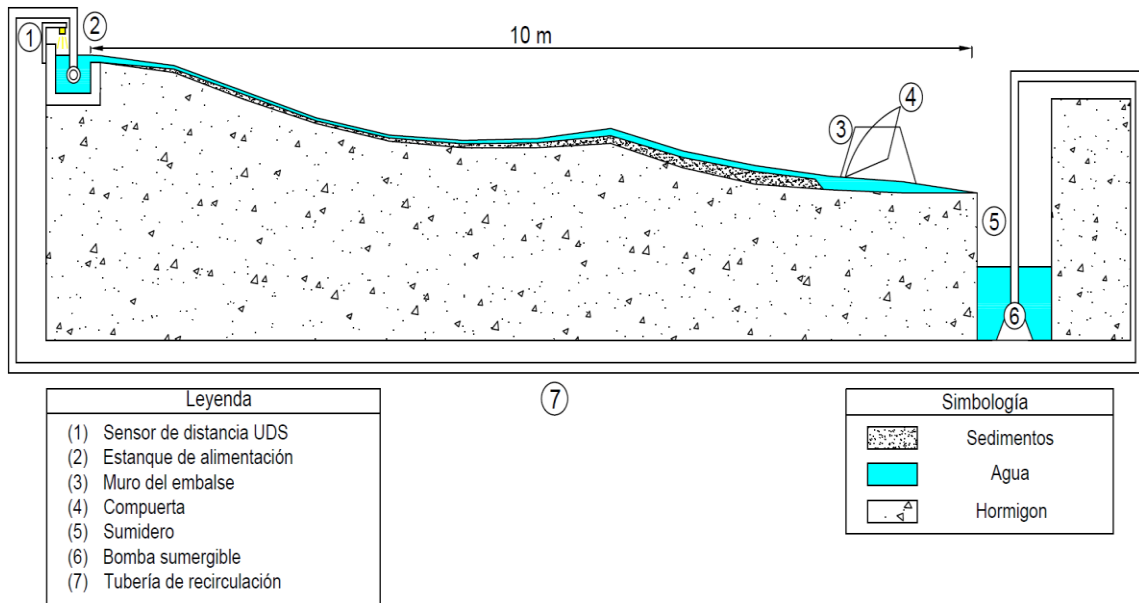 10 m
1
2
3
4
5
6
7
Leyenda
(1) Sensor de distancia UDS
(2) Estanque de alimentación
(3) Muro del embalse
(4) Compuerta
(5) Sumidero
(6) Bomba sumergible
(7) Tubería de recirculación
Simbología
Sedimentos
Agua
Hormigon